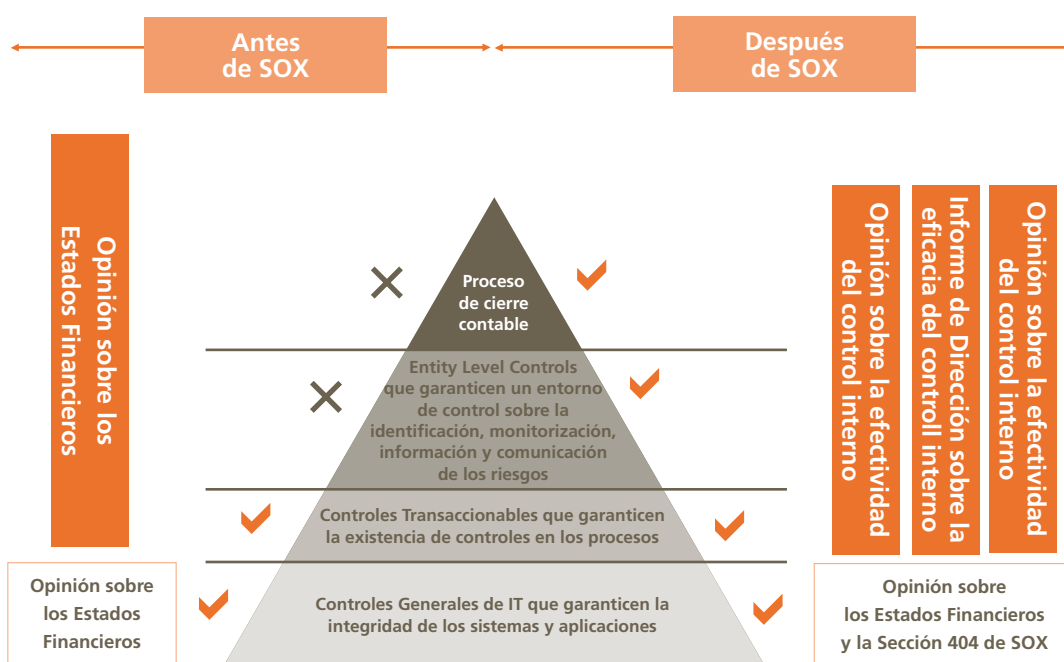 Antes
de SOX
Después
de SOX
Opinión sobre los
Estados Financieros
Proceso
de cierre
contable
Entity Level Controls
que garanticen un entorno
de control sobre la
identificación, monitorización,
información y comunicación
de los riesgos
Controles Transaccionables que garanticen
la existencia de controles en los procesos
Controles Generales de IT que garanticen la
integridad de los sistemas y aplicaciones
Opinión sobre la efectividad
del control interno
Informe de Dirección sobre la
eficacia del controll interno
Opinión sobre la efectividad
del control interno
Opinión sobre
los Estados
Financieros
Opinión sobre
los Estados Financieros
y la Sección 404 de SOX